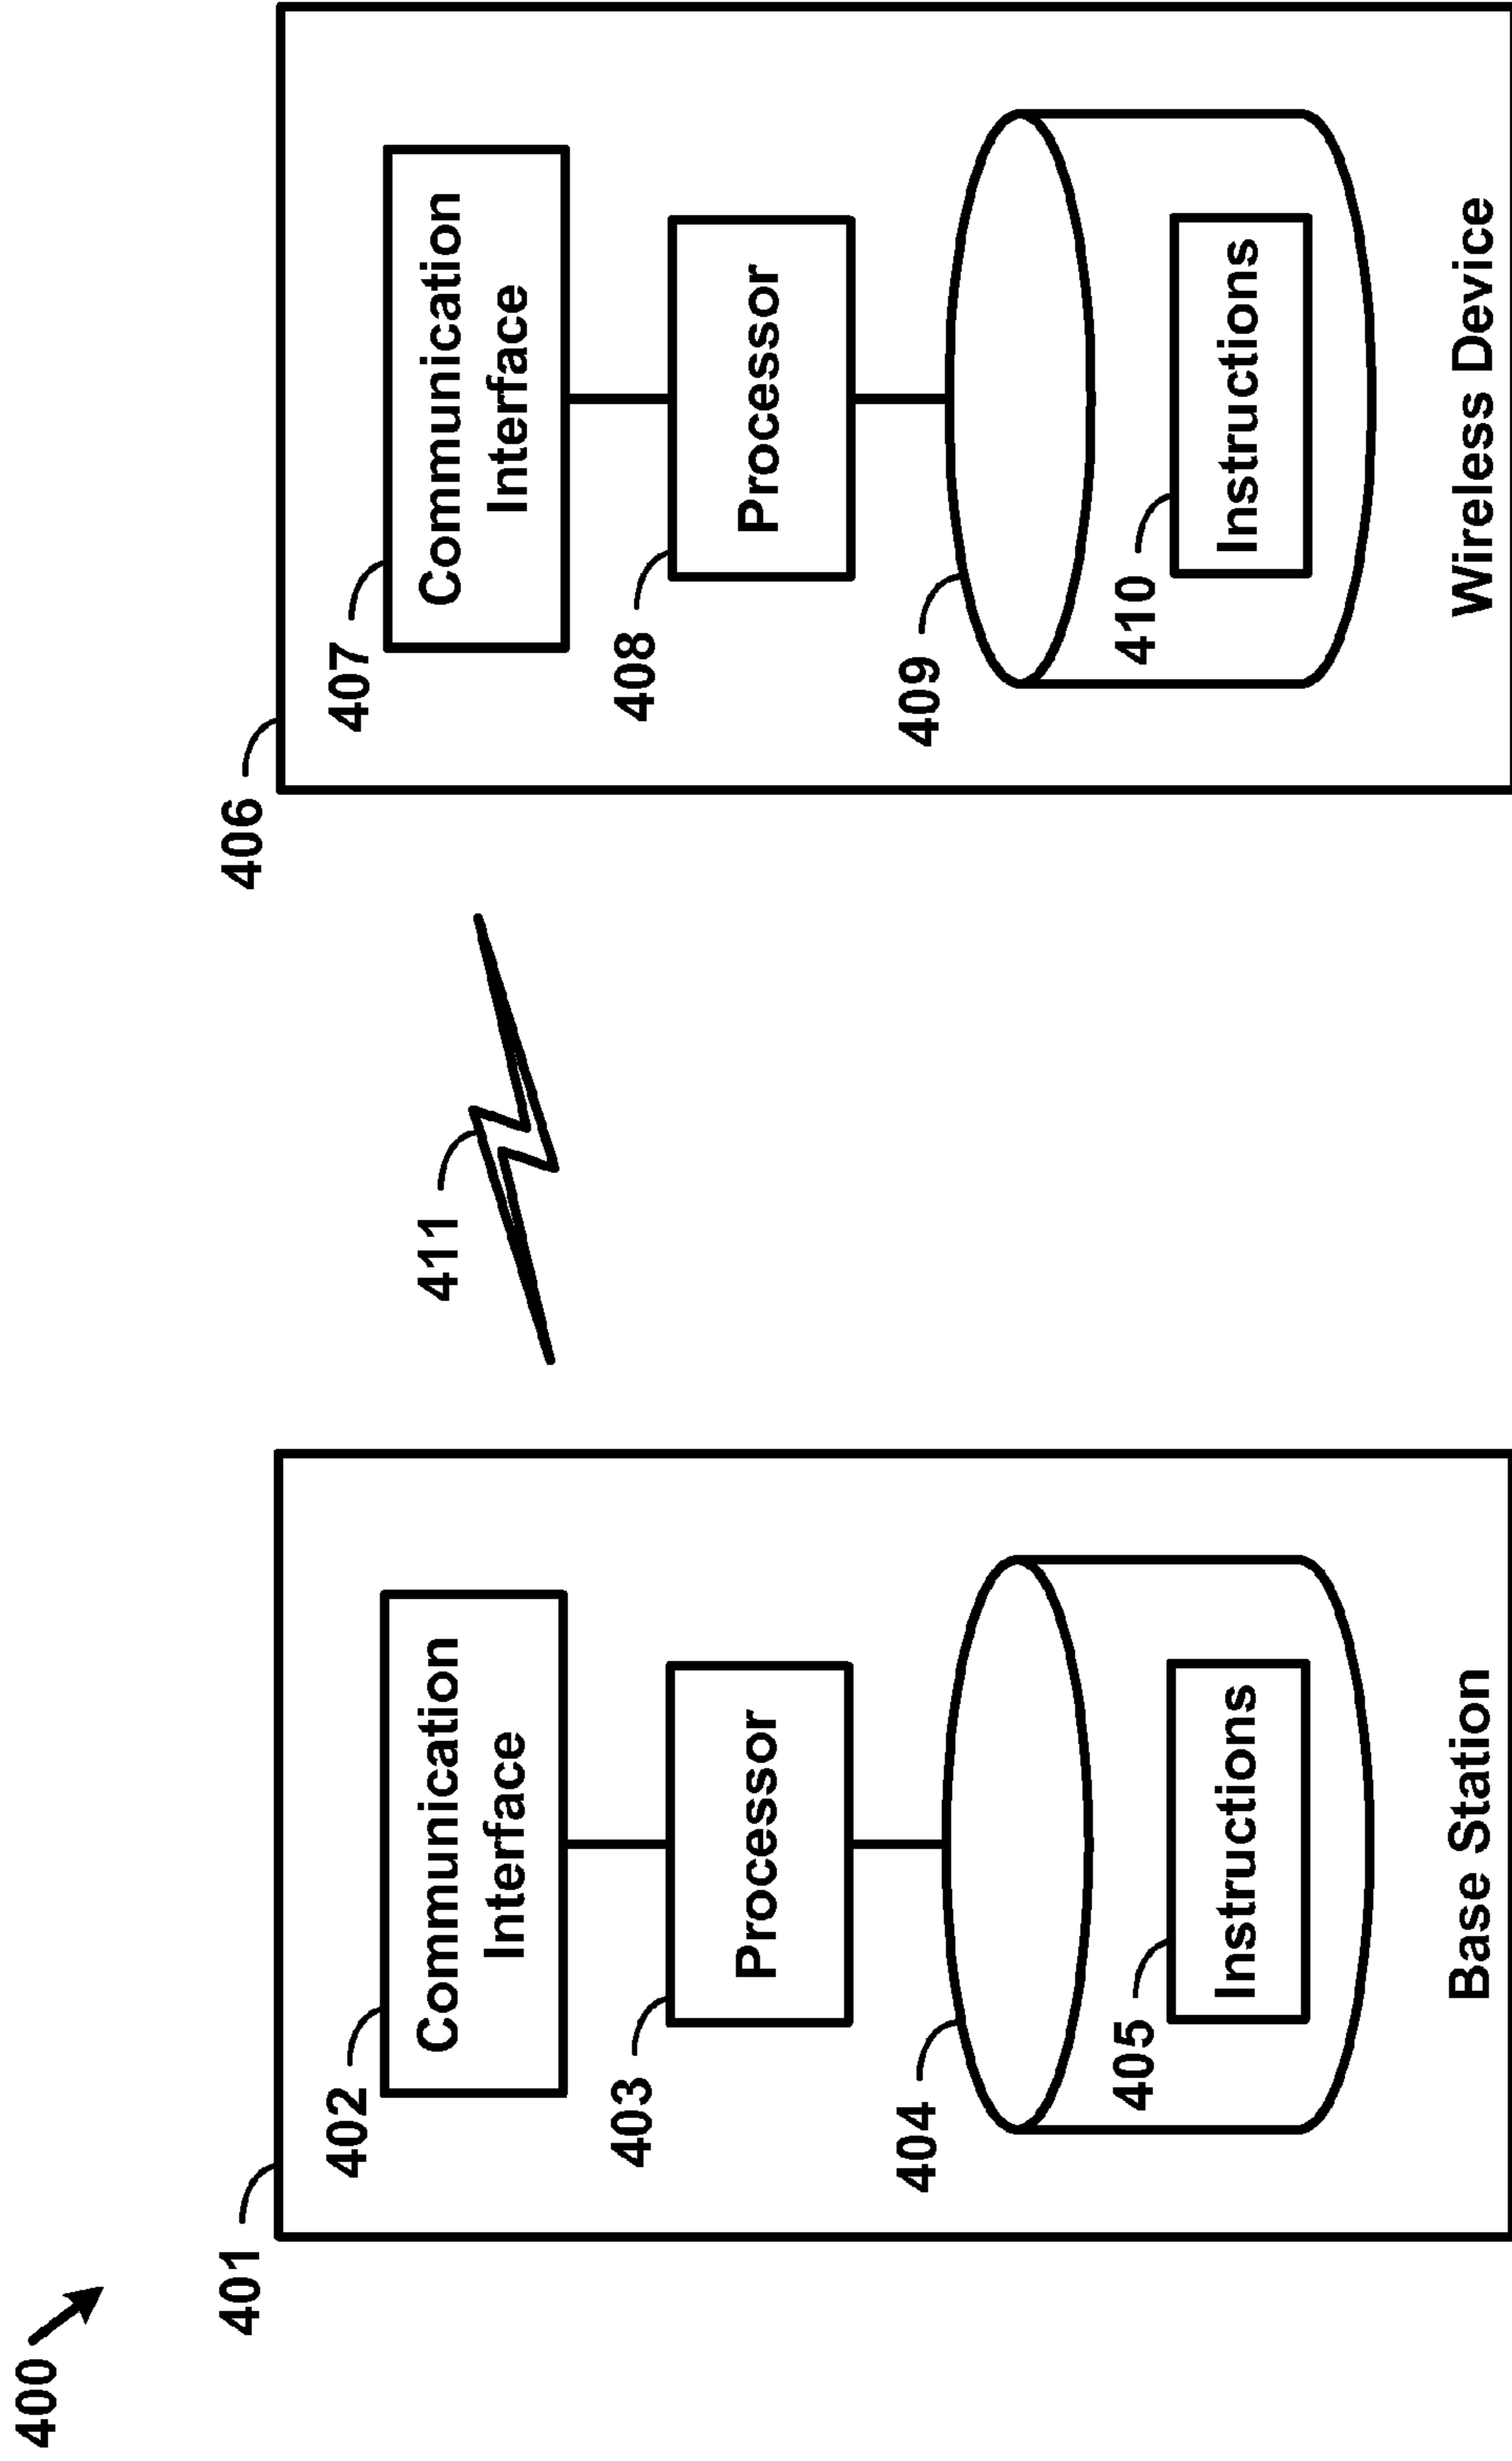 400
401
402
Communication
Interface
403
Processor
404
405
Instructions
Base Station
411
406
407
Communication
Interface
408
Processor
409
410
Instructions
Wireless Device